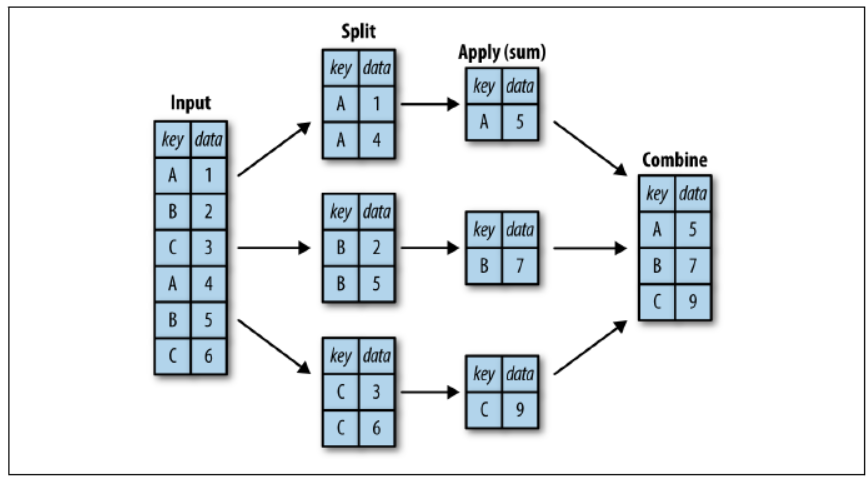 Input
key data
A 1
B 2
C 3
A 4
B 5
C 6
Split
key data
A 1
A 4
key data
B 2
B 5
key data
C 3
C 6
Apply (sum)
key data
A 5
key data
B 7
key data
C 9
Combine
key data
A 5
B 7
C 9